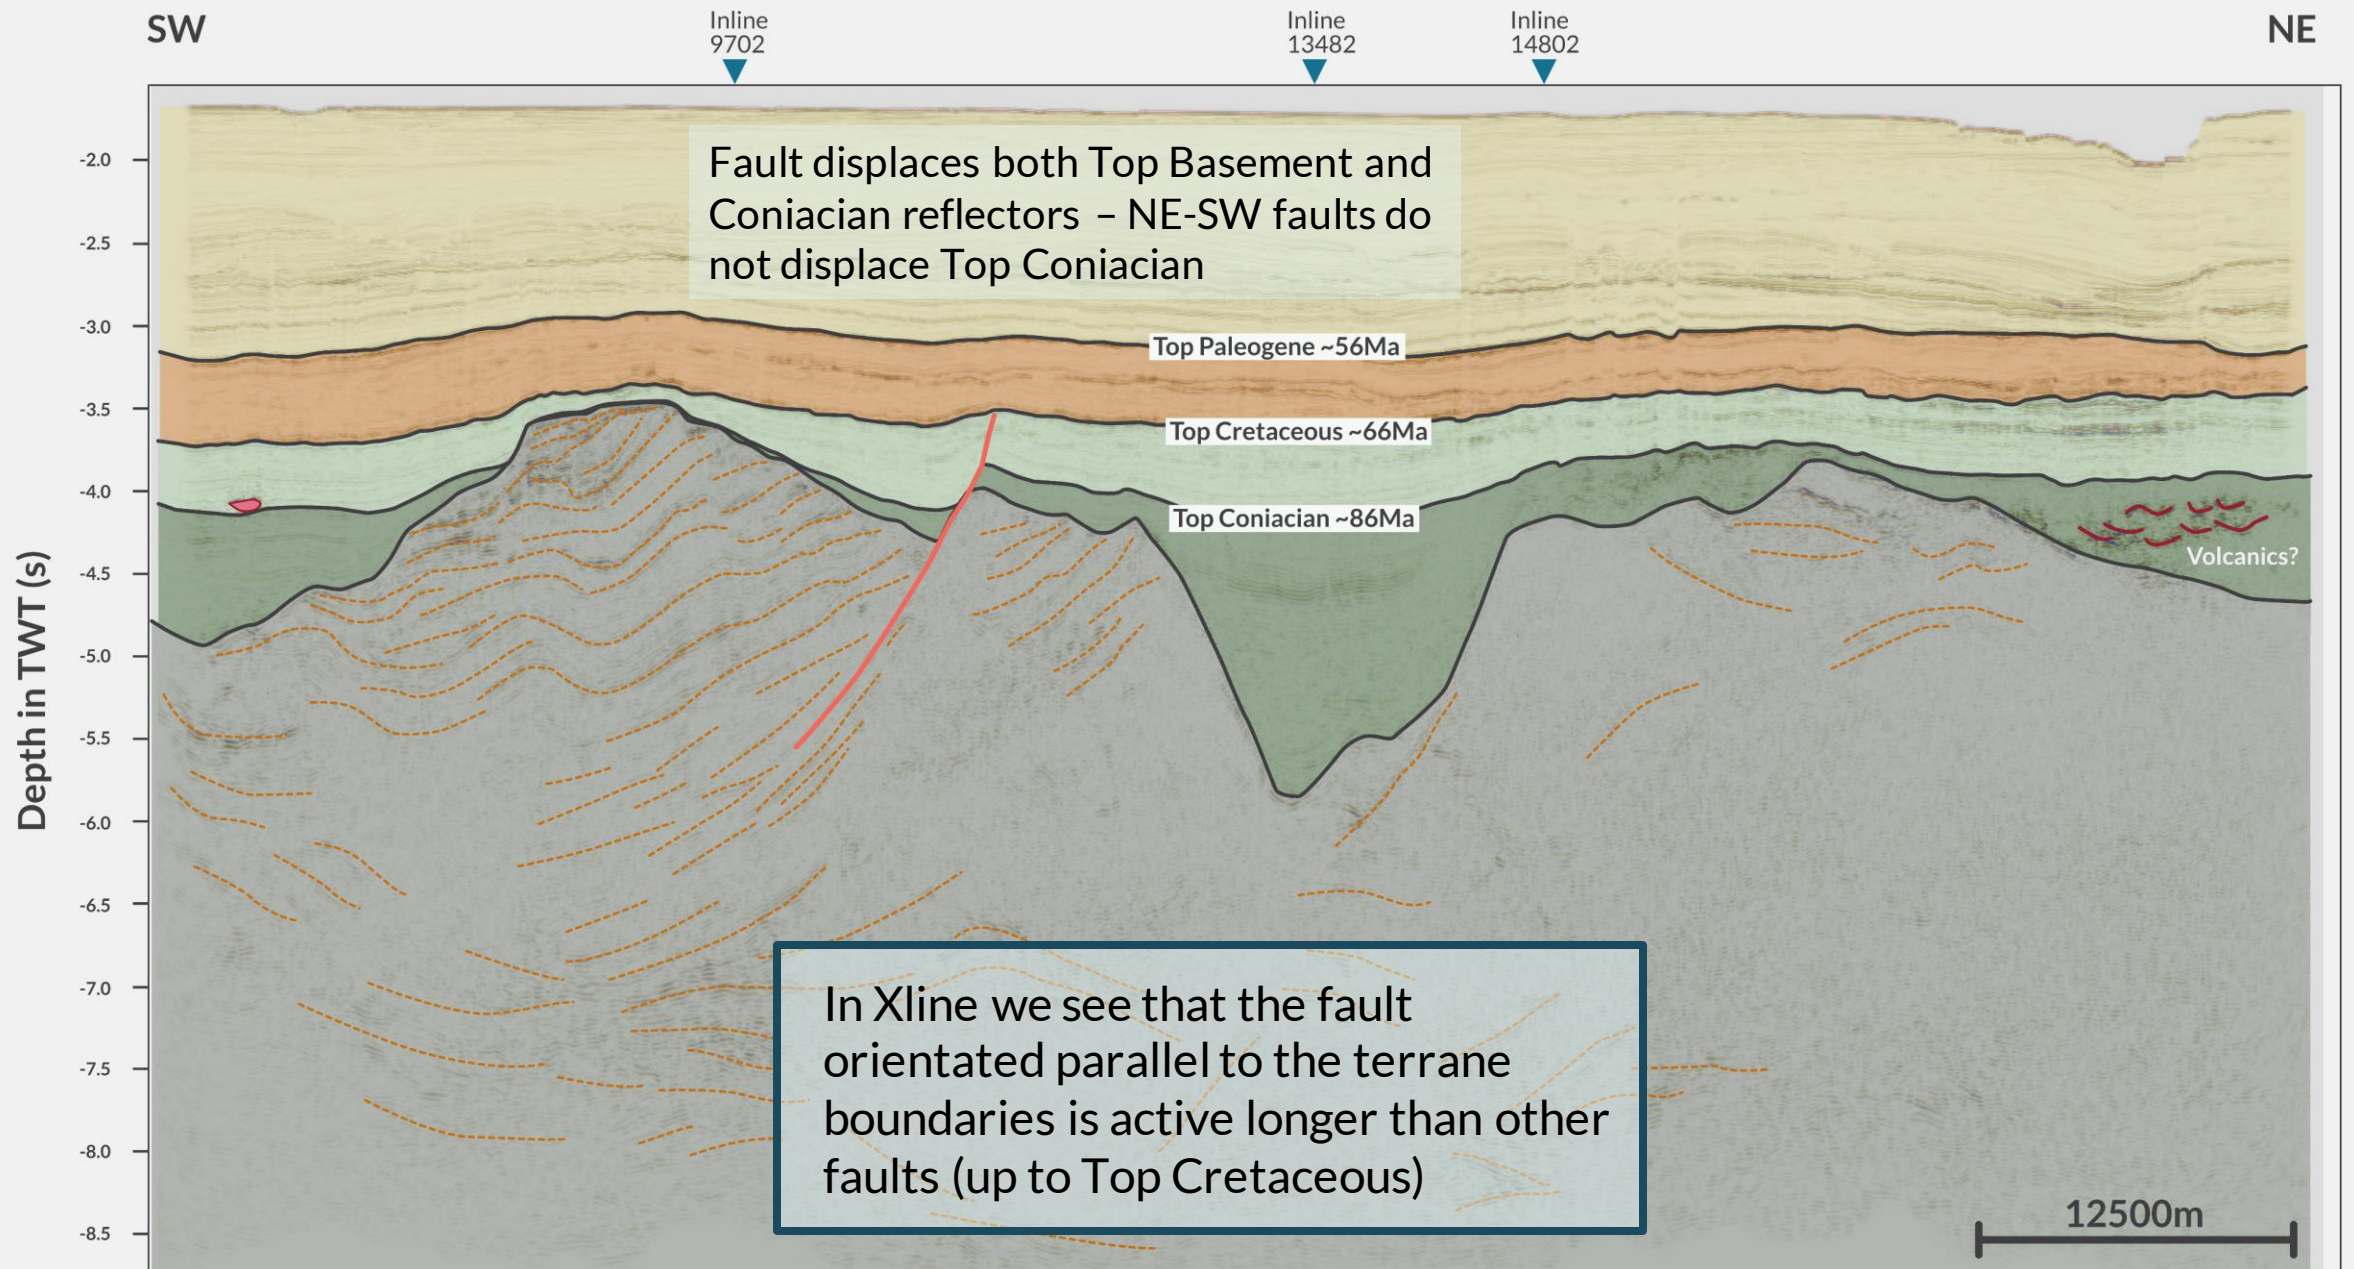 SW
Inline
9702
Inline
13482
Inline
14802
NE
Fault displaces both Top Basement and
Coniacian reflectors – NE-SW faults do
not displace Top Coniacian
Depth in TWT (s)
-2.0
-2.5
-3.0
-3.5
-4.0
-4.5
-5.0
-5.5
-6.0
-6.5
-7.0
-7.5
-8.0
-8.5
Top Paleogene ~56Ma
Top Cretaceous ~66Ma
Top Coniacian ~86Ma
Volcanics?
In Xline we see that the fault
orientated parallel to the terrane
boundaries is active longer than other
faults (up to Top Cretaceous)
12500m